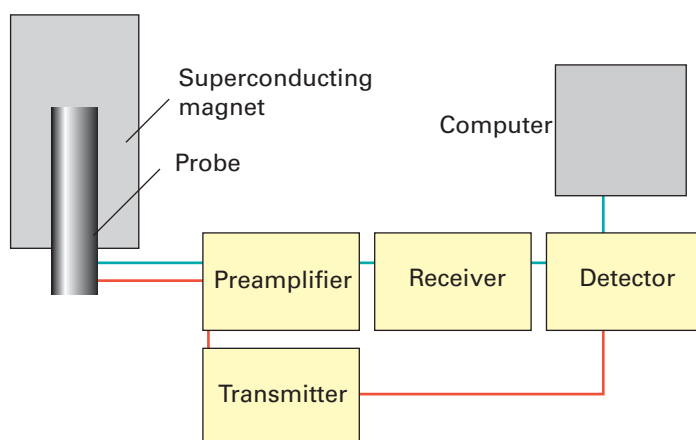 Superconducting
magnet
Probe
Computer
Preamplifier
Receiver
Detector
Transmitter